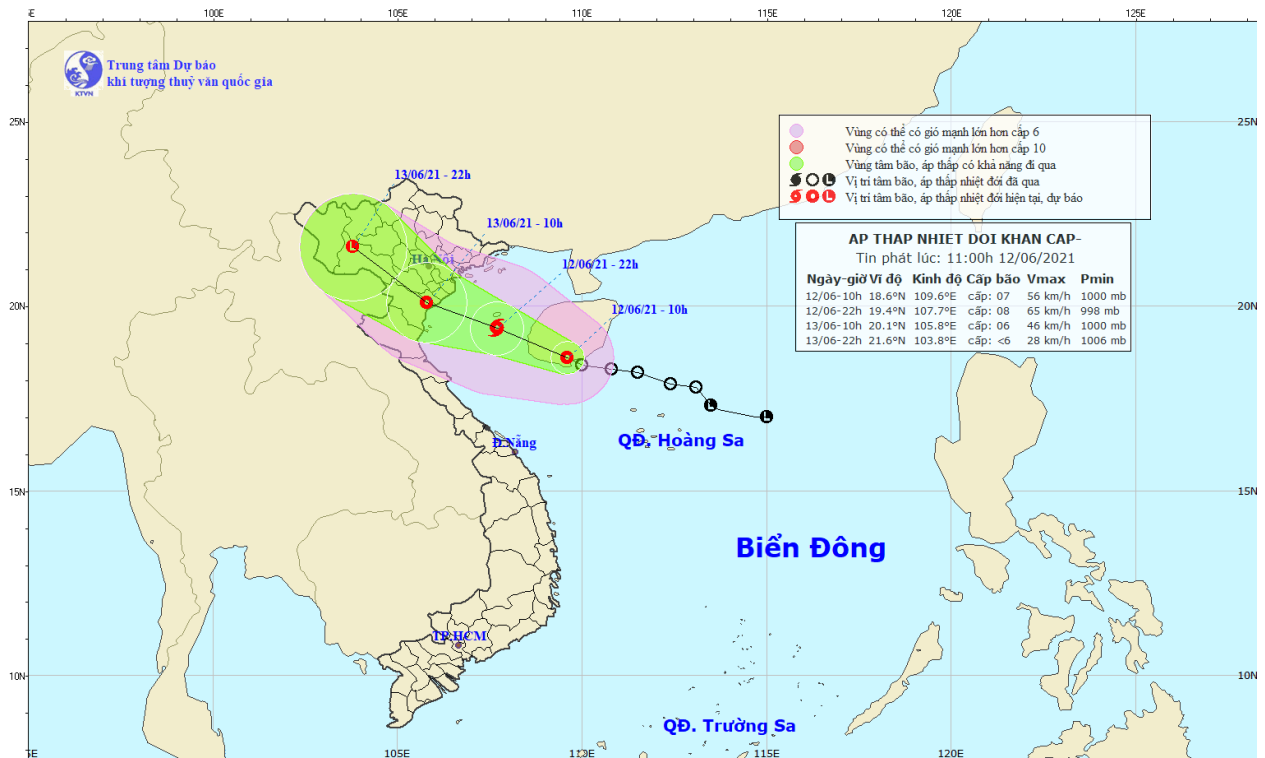 100E 105E 110E 115E 120E 125E
Trung tâm Dự báo
khí tượng thuỷ văn quốc gia
KTVN
25N 25N
Vùng có thể có gió mạnh lớn hơn cấp 6
Vùng có thể có gió mạnh lớn hơn cấp 10
Vùng tâm bão, áp thấp có khả năng đi qua
L Vị trí tâm bão, áp thấp nhiệt đới đã qua
L Vị trí tâm bão, áp thấp nhiệt đới hiện tại, dự báo
13/06/21 - 22h
13/06/21 - 10h
AP THAP NHIET DOI KHAN CAP-
Tin phát lúc: 11:00h 12/06/2021
Ngày-giờ Vĩ độ Kinh độ Cấp bão Vmax Pmin
12/06-10h 18.6°N 109.6°E cấp: 07 56 km/h 1000 mb
12/06-22h 19.4°N 107.7°E cấp: 08 65 km/h 998 mb
13/06-10h 20.1°N 105.8°E cấp: 06 46 km/h 1000 mb
13/06-22h 21.6°N 103.8°E cấp: <6 28 km/h 1006 mb
L
Hà Nội
12/06/21 - 22h
20N 20N
12/06/21 - 10h
L L
QĐ. Hoàng Sa
Đ.Nẵng
15N 15N
Biển Đông
TP.HCM
10N 10N
QĐ. Trường Sa
105E 115E 120E